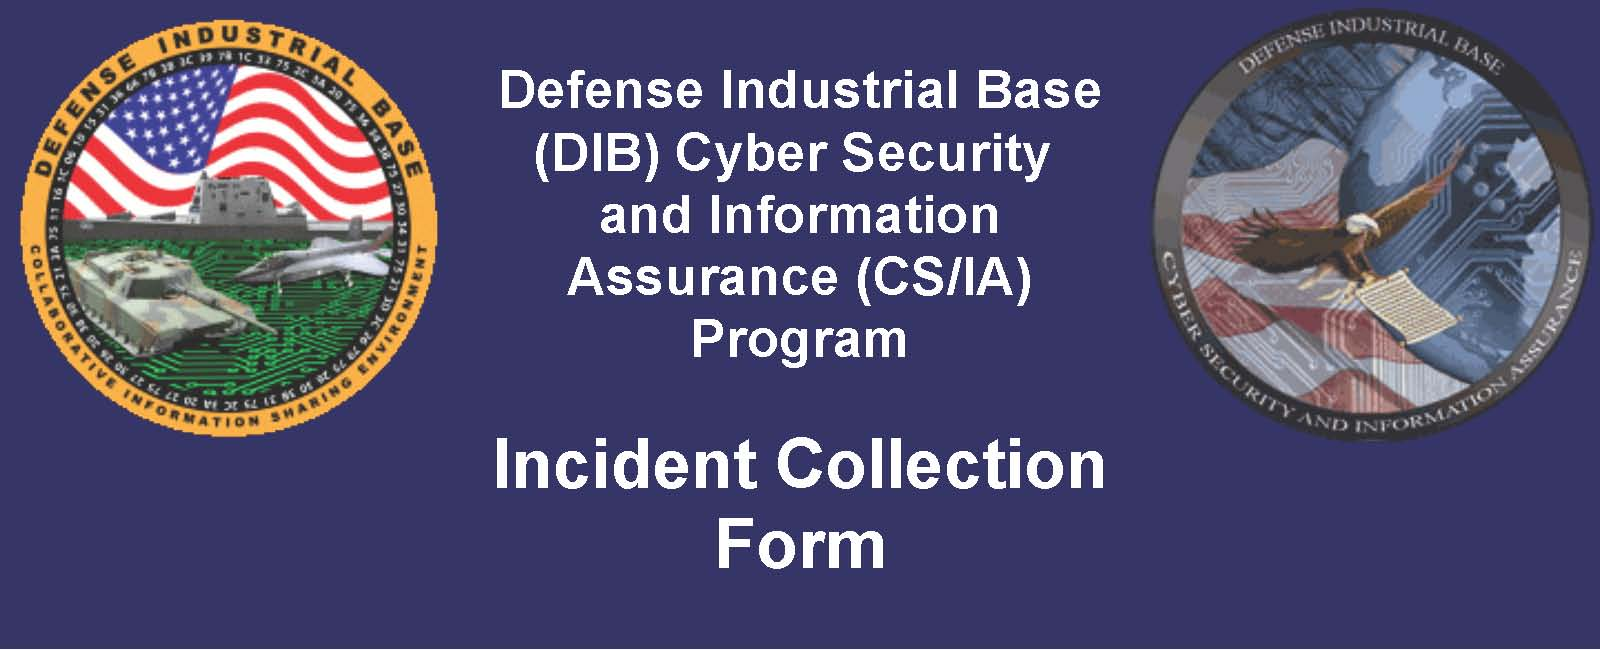 DEFENSE INDUSTRIAL BASE
COLLABORATIVE INFORMATION SHARING ENVIRONMENT
Defense Industrial Base
(DIB) Cyber Security
and Information
Assurance (CS/IA)
Program
Incident Collection
Form
DEFENSE INDUSTRIAL BASE
CYBER SECURITY AND INFORMATION ASSURANCE